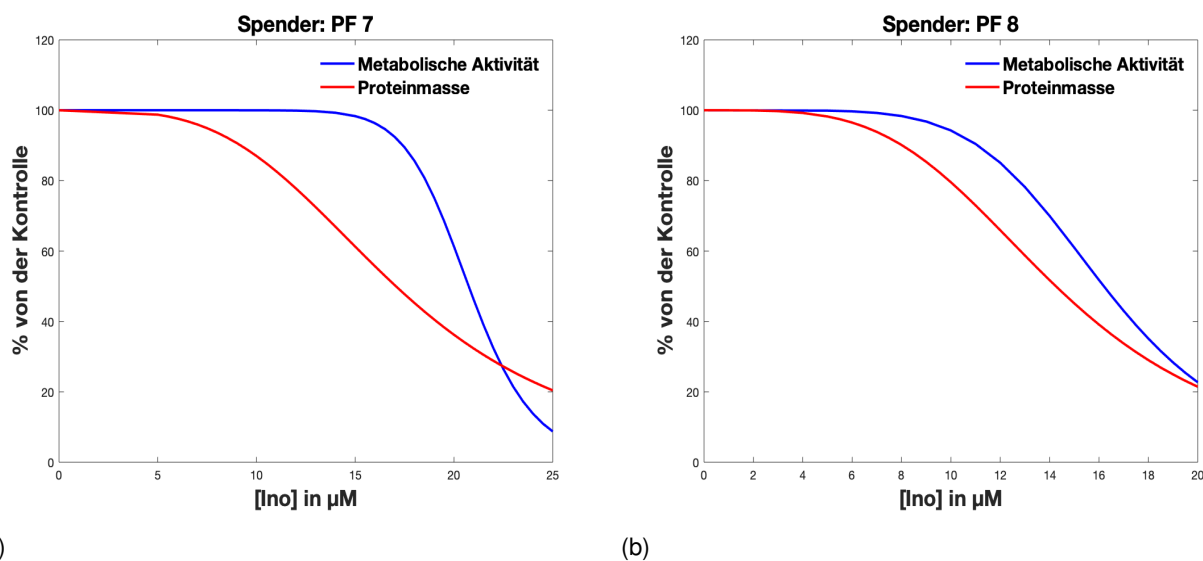 Spender: PF 7
120
100
80
60
40
20
0
0 5 10 15 20 25
% von der Kontrolle
[Ino] in µM
Metabolische Aktivität
Proteinmasse
)
Spender: PF 8
120
100
80
60
40
20
0
0 2 4 6 8 10 12 14 16 18 20
% von der Kontrolle
[Ino] in µM
Metabolische Aktivität
Proteinmasse
(b)